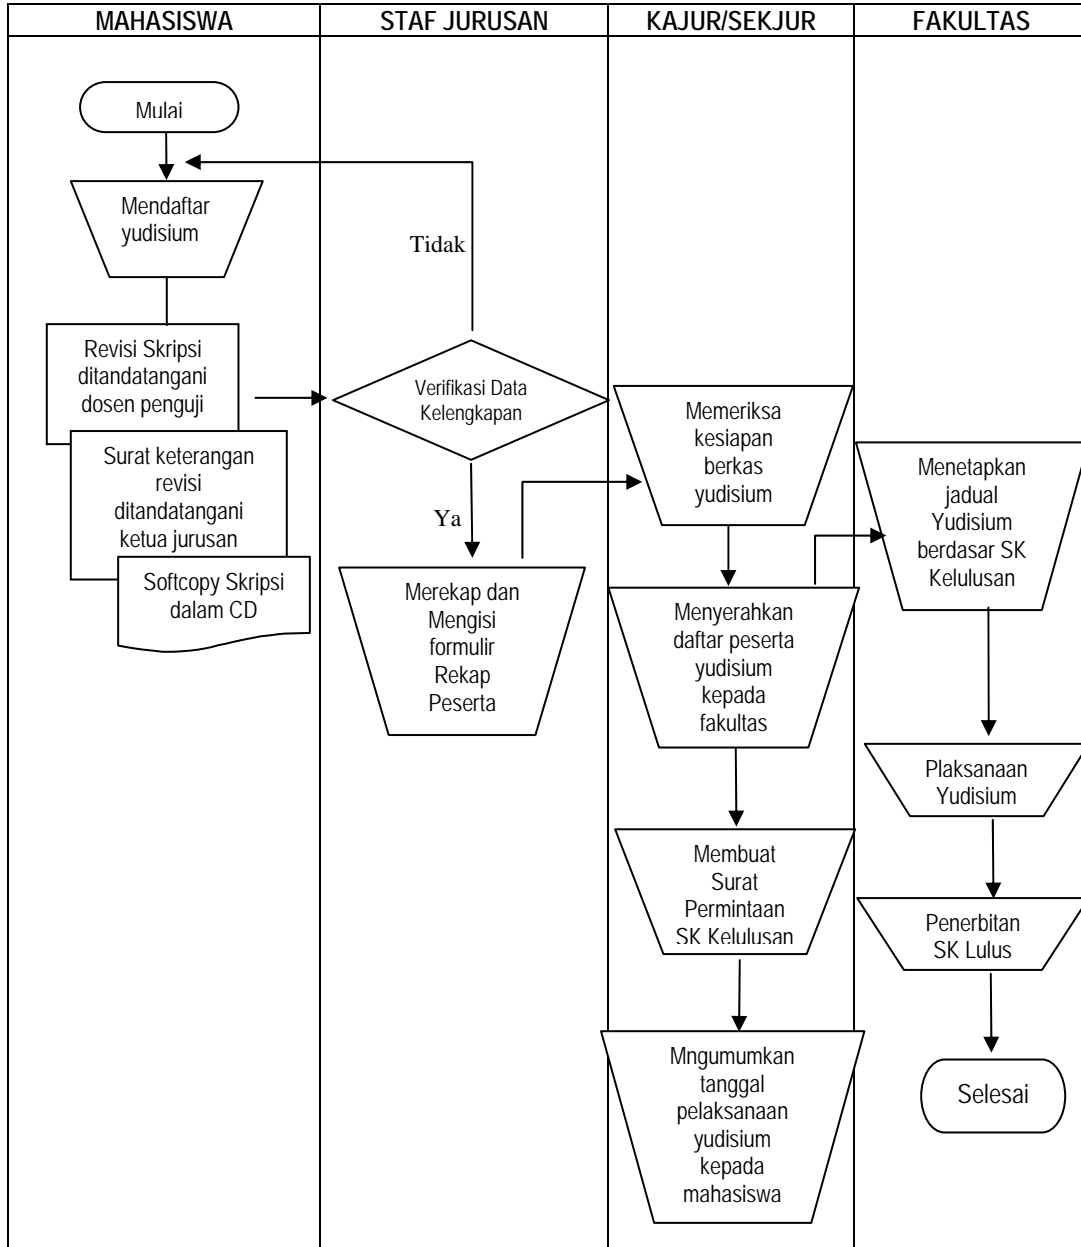 MAHASISWA
STAF JURUSAN
KAJUR/SEKJUR
FAKULTAS
Mulai
Mendaftar
yudisium
Revisi Skripsi
ditandatangani
dosen penguji
Surat keterangan
revisi
ditandatangani
ketua jurusan
Softcopy Skripsi
dalam CD
Tidak
Verifikasi Data
Kelengkapan
Ya
Merekap dan
Mengisi
formulir
Rekap
Peserta
Memeriksa
kesiapan
berkas
yudisium
Menyerahkan
daftar peserta
yudisium
kepada
fakultas
Membuat
Surat
Permintaan
SK Kelulusan
Mngumumkan
tanggal
pelaksanaan
yudisium
kepada
mahasiswa
Menetapkan
jadual
Yudisium
berdasar SK
Kelulusan
Plaksanaan
Yudisium
Penerbitan
SK Lulus
Selesai